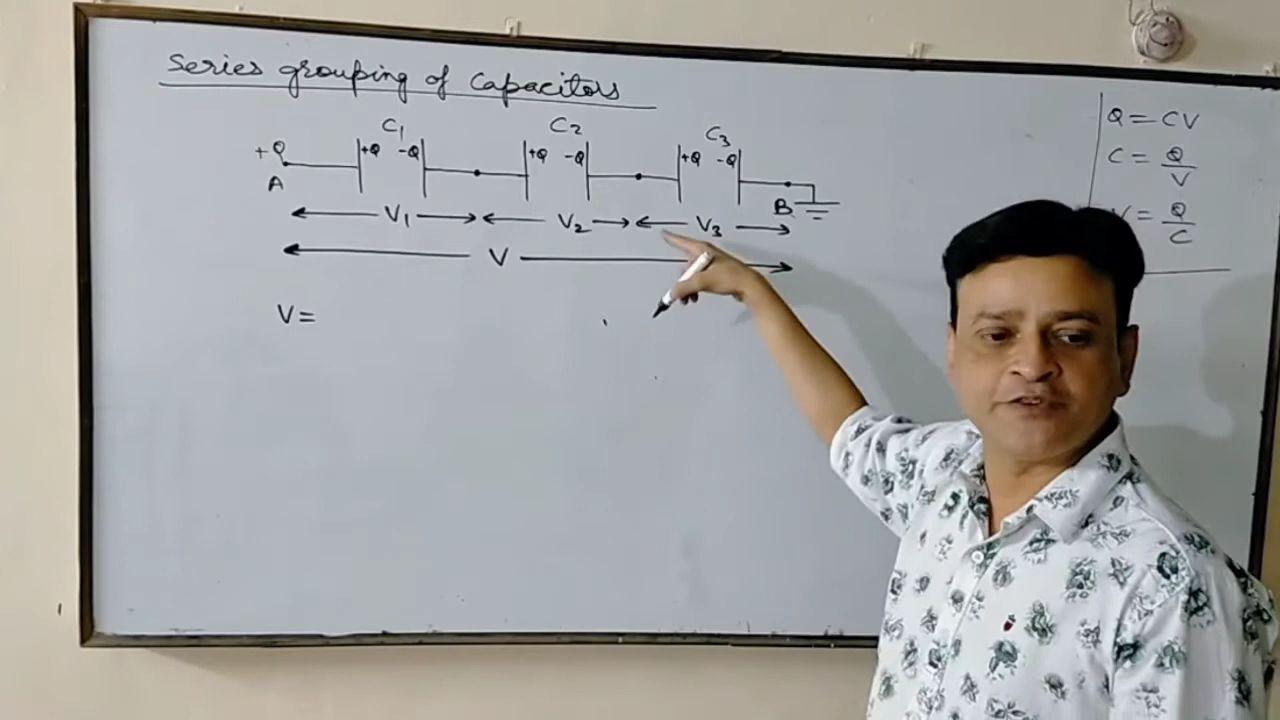 Series grouping of Capacitors
C1 C2 C3
+Q +Q -Q +Q -Q +Q -Q
A B
V1 V2 V3
V
V=
Q = CV
C = Q/V
V = Q/C